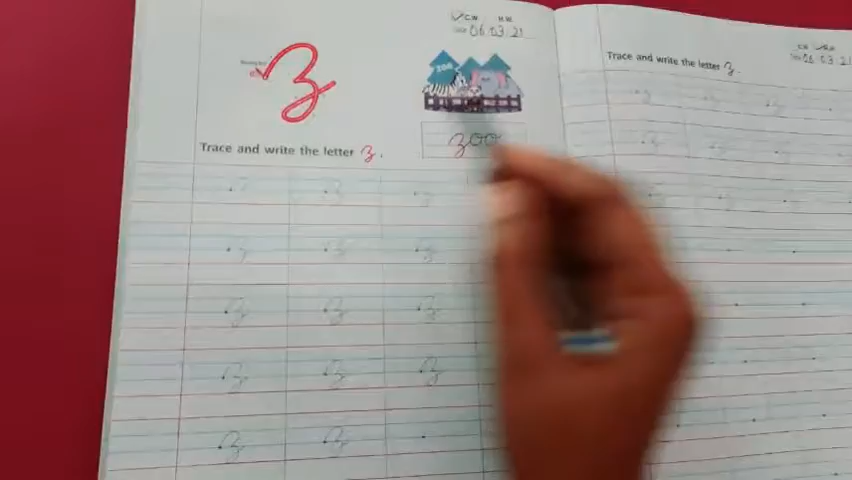 C.W H.W
06 03 21
z
ZOO
zoo
Trace and write the letter z.
z z z
z z z
z z z
z z z
z z
Trace and write the letter z.
06 03 21
z z z
z z z